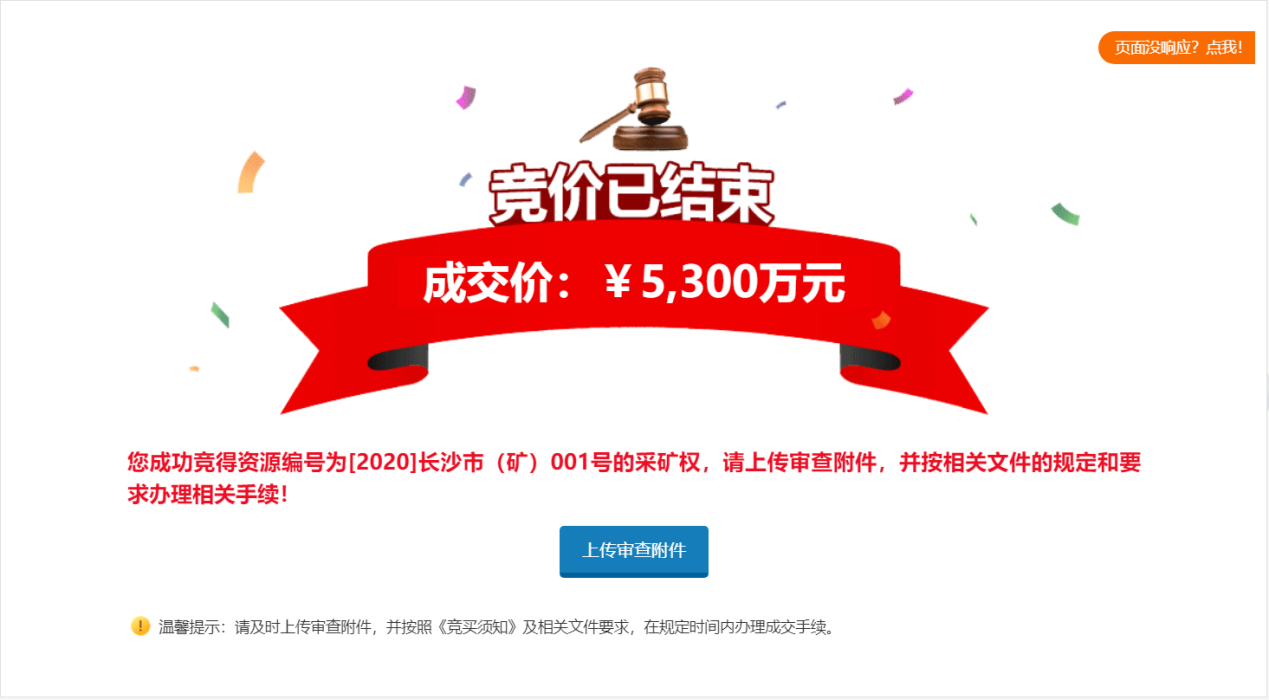 页面没响应？点我！
竞价已结束
成交价：￥5,300万元
您成功竞得资源编号为[2020]长沙市（矿）001号的采矿权，请上传审查附件，并按相关文件的规定和要
求办理相关手续！
上传审查附件
温馨提示：请及时上传审查附件，并按照《竞买须知》及相关文件要求，在规定时间内办理成交手续。